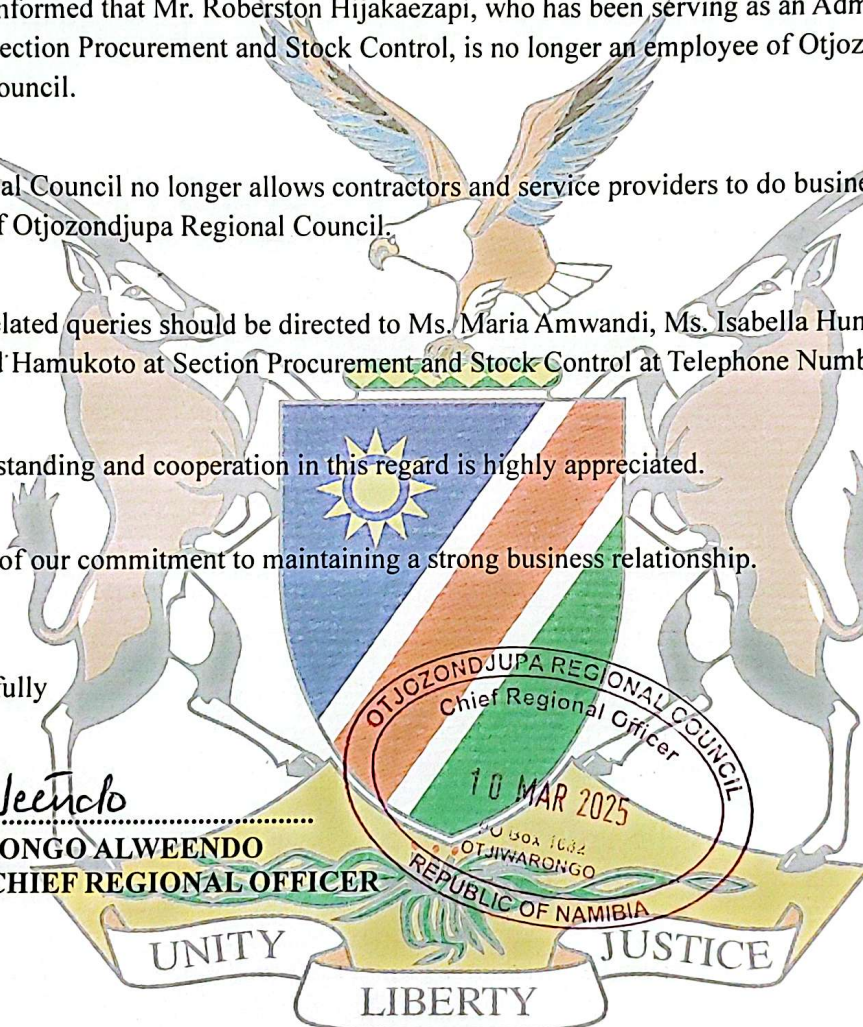 nformed that Mr. Roberston Hijakaezapi, who has been serving as an Adm
ection Procurement and Stock Control, is no longer an employee of Otjoz
ouncil.
al Council no longer allows contractors and service providers to do busine
f Otjozondjupa Regional Council.
elated queries should be directed to Ms. Maria Amwandi, Ms. Isabella Hun
l Hamukoto at Section Procurement and Stock Control at Telephone Numb
standing and cooperation in this regard is highly appreciated.
of our commitment to maintaining a strong business relationship.
fully
ONGO ALWEENDO
CHIEF REGIONAL OFFICER
OTJOZONDJUPA REGIONAL COUNCIL
Chief Regional Officer
10 MAR 2025
PO Box
OTJIWARONGO
REPUBLIC OF NAMIBIA
UNITY
LIBERTY
JUSTICE